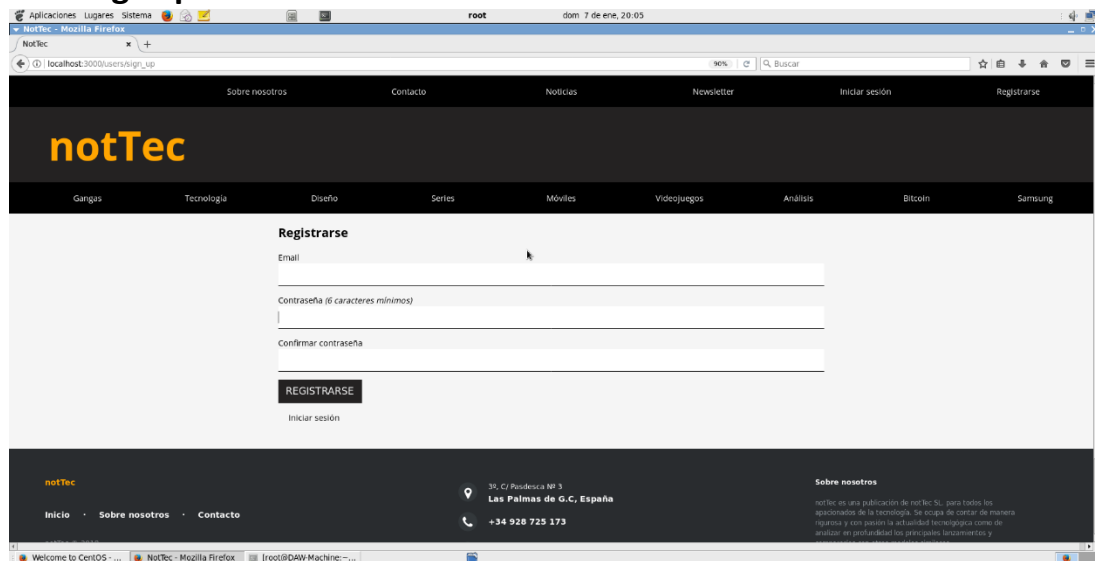 Aplicaciones Lugares Sistema root dom 7 de ene, 20:05
NotTec - Mozilla Firefox
NotTec
localhost:3000/users/sign_up 90% Buscar
Sobre nosotros Contacto Noticias Newsletter Iniciar sesión Registrarse
notTec
Gangas Tecnología Diseño Series Móviles Videojuegos Análisis Bitcoin Samsung
Registrarse
Email
Contraseña (6 caracteres mínimos)
Confirmar contraseña
REGISTRARSE
Iniciar sesión
notTec
Inicio · Sobre nosotros · Contacto
3º, C/ Pasdesca Nº 3
Las Palmas de G.C, España
+34 928 725 173
Sobre nosotros
notTec es una publicación de notTec SL. para todos los
apasionados de la tecnología. Se ocupa de contar de manera
rigurosa y con pasión la actualidad tecnológica como de
analizar en profundidad los principales lanzamientos y
Welcome to CentOS - ... NotTec - Mozilla Firefox [root@DAW-Machine:~...